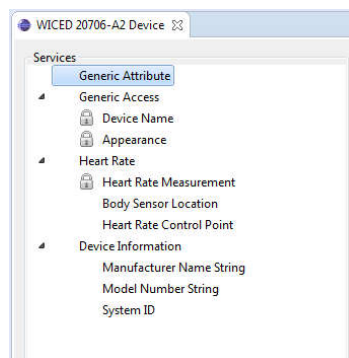 WICED 20706-A2 Device
Services
Generic Attribute
Generic Access
Device Name
Appearance
Heart Rate
Heart Rate Measurement
Body Sensor Location
Heart Rate Control Point
Device Information
Manufacturer Name String
Model Number String
System ID